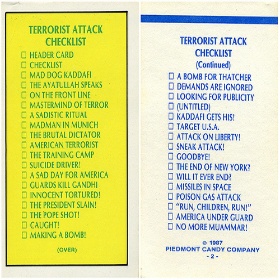 TERRORIST ATTACK
CHECKLIST
HEADER CARD
CHECKLIST
MAD DOG KADDAFI
THE AYATULLAH SPEAKS
ON THE FRONT LINE
MASTERMIND OF TERROR
A SADISTIC RITUAL
MADMAN IN MUNICH
THE BRUTAL DICTATOR
AMERICAN TERRORIST
THE TRAINING CAMP
SUICIDE DRIVER!
A SAD DAY FOR AMERICA
GUARDS KILL GANDHI
INNOCENT TORTURED!
THE PRESIDENT SLAIN!
THE POPE SHOT!
CAUGHT!
MAKING A BOMB!
(OVER)
TERRORIST ATTACK
CHECKLIST
(Continued)
A BOMB FOR THATCHER
DEMANDS ARE IGNORED
LOOKING FOR PUBLICITY
(UNTITLED)
KADDAFI GETS HIS!
TARGET U.S.A.
ATTACK ON LIBERTY!
SNEAK ATTACK!
GOODBYE!
THE END OF NEW YORK?
WILL IT EVER END?
MISSILES IN SPACE
POISON GAS ATTACK
"RUN, CHILDREN, RUN!"
AMERICA UNDER GUARD
NO MORE MUAMMAR!
© 1987
PIEDMONT CANDY COMPANY
- 2 -